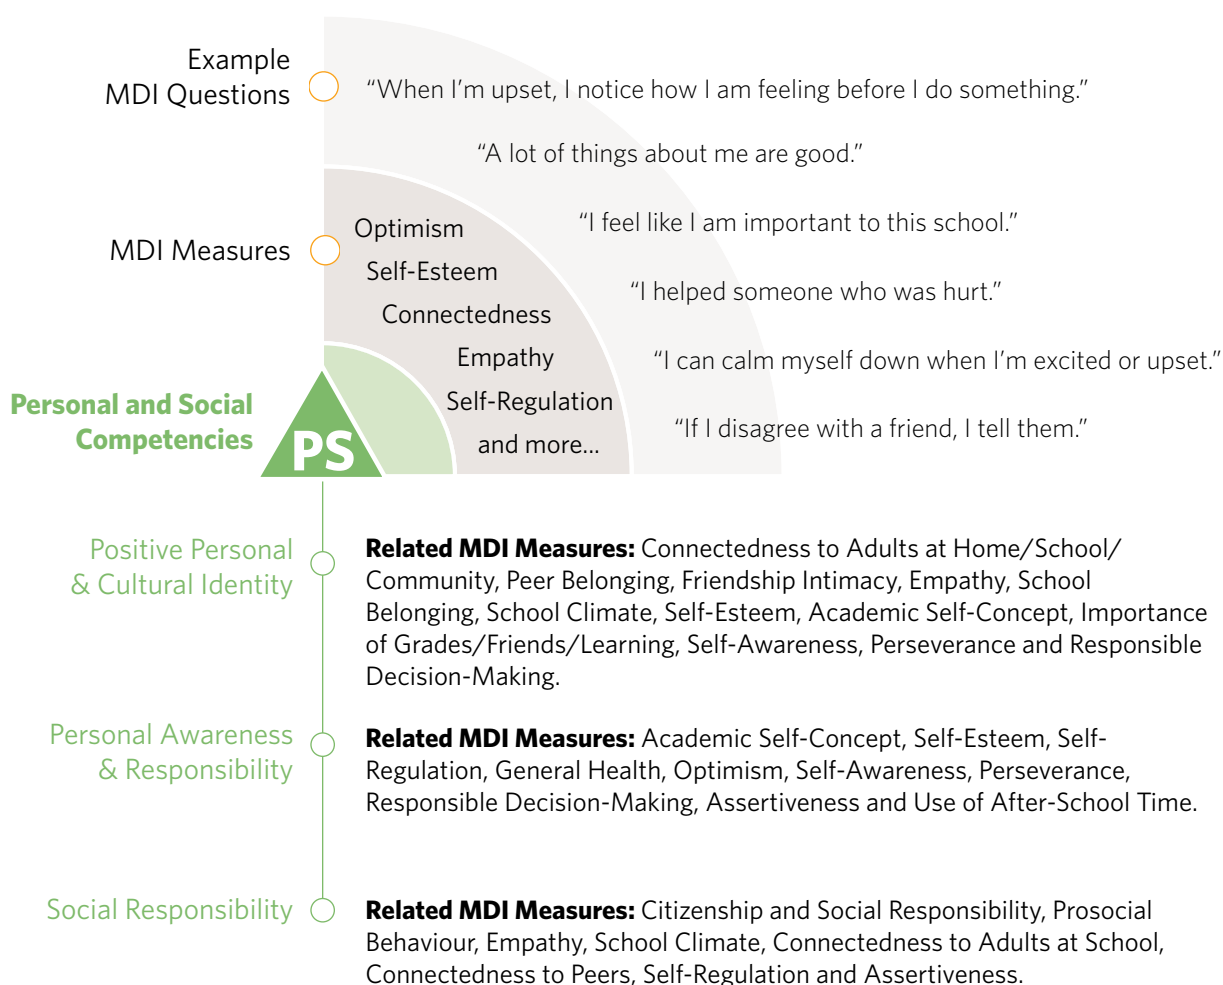 Example
MDI Questions
“When I’m upset, I notice how I am feeling before I do something.”
“A lot of things about me are good.”
“I feel like I am important to this school.”
“I helped someone who was hurt.”
“I can calm myself down when I’m excited or upset.”
“If I disagree with a friend, I tell them.”
MDI Measures
Optimism
Self-Esteem
Connectedness
Empathy
Self-Regulation
and more...
Personal and Social
Competencies
PS
Positive Personal
& Cultural Identity
Related MDI Measures: Connectedness to Adults at Home/School/
Community, Peer Belonging, Friendship Intimacy, Empathy, School
Belonging, School Climate, Self-Esteem, Academic Self-Concept, Importance
of Grades/Friends/Learning, Self-Awareness, Perseverance and Responsible
Decision-Making.
Personal Awareness
& Responsibility
Related MDI Measures: Academic Self-Concept, Self-Esteem, Self-
Regulation, General Health, Optimism, Self-Awareness, Perseverance,
Responsible Decision-Making, Assertiveness and Use of After-School Time.
Social Responsibility
Related MDI Measures: Citizenship and Social Responsibility, Prosocial
Behaviour, Empathy, School Climate, Connectedness to Adults at School,
Connectedness to Peers, Self-Regulation and Assertiveness.